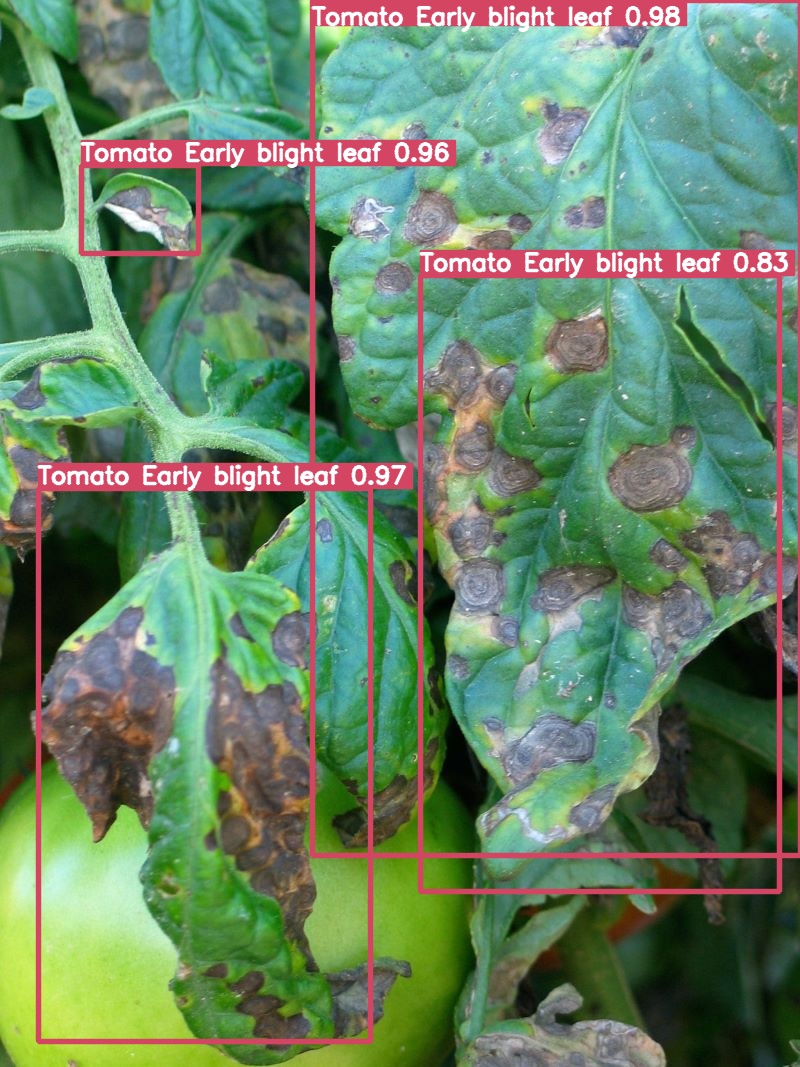 Tomato Early blight leaf 0.98
Tomato Early blight leaf 0.96
Tomato Early blight leaf 0.83
Tomato Early blight leaf 0.97